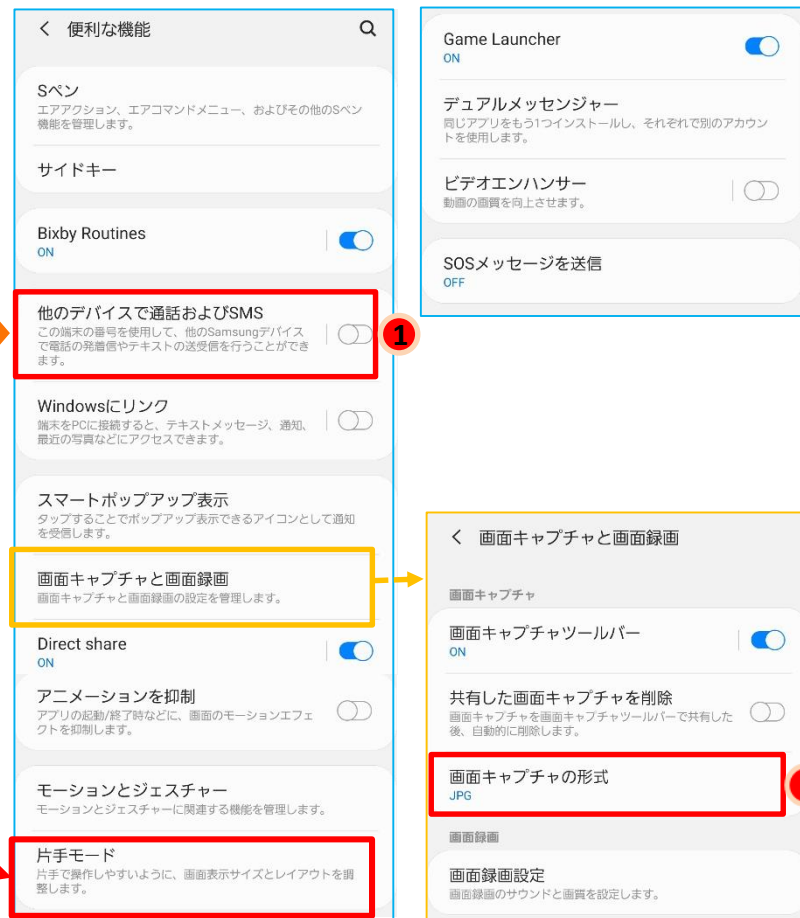 便利な機能
Sペン
エアアクション、エアコマンドメニュー、およびその他のSペン
機能を管理します。
サイドキー
Bixby Routines
ON
他のデバイスで通話およびSMS
この端末の番号を使用して、他のSamsungデバイス
で電話の発着信やテキストの送受信を行うことができ
ます。
1
Windowsにリンク
端末をPCに接続すると、テキストメッセージ、通知、
最近の写真などにアクセスできます。
スマートポップアップ表示
タップすることでポップアップ表示できるアイコンとして通知
を受信します。
画面キャプチャと画面録画
画面キャプチャと画面録画の設定を管理します。
Direct share
ON
アニメーションを抑制
アプリの起動/終了時などに、画面のモーションエフェ
クトを抑制します。
モーションとジェスチャー
モーションとジェスチャーに関連する機能を管理します。
片手モード
片手で操作しやすいように、画面表示サイズとレイアウトを調
整します。
Game Launcher
ON
デュアルメッセンジャー
同じアプリをもう1つインストールし、それぞれで別のアカウン
トを使用します。
ビデオエンハンサー
動画の画質を向上させます。
SOSメッセージを送信
OFF
画面キャプチャと画面録画
画面キャプチャ
画面キャプチャツールバー
ON
共有した画面キャプチャを削除
画面キャプチャを画面キャプチャツールバーで共有した
後、自動的に削除します。
画面キャプチャの形式
JPG
画面録画
画面録画設定
画面録画のサウンドと画質を設定します。